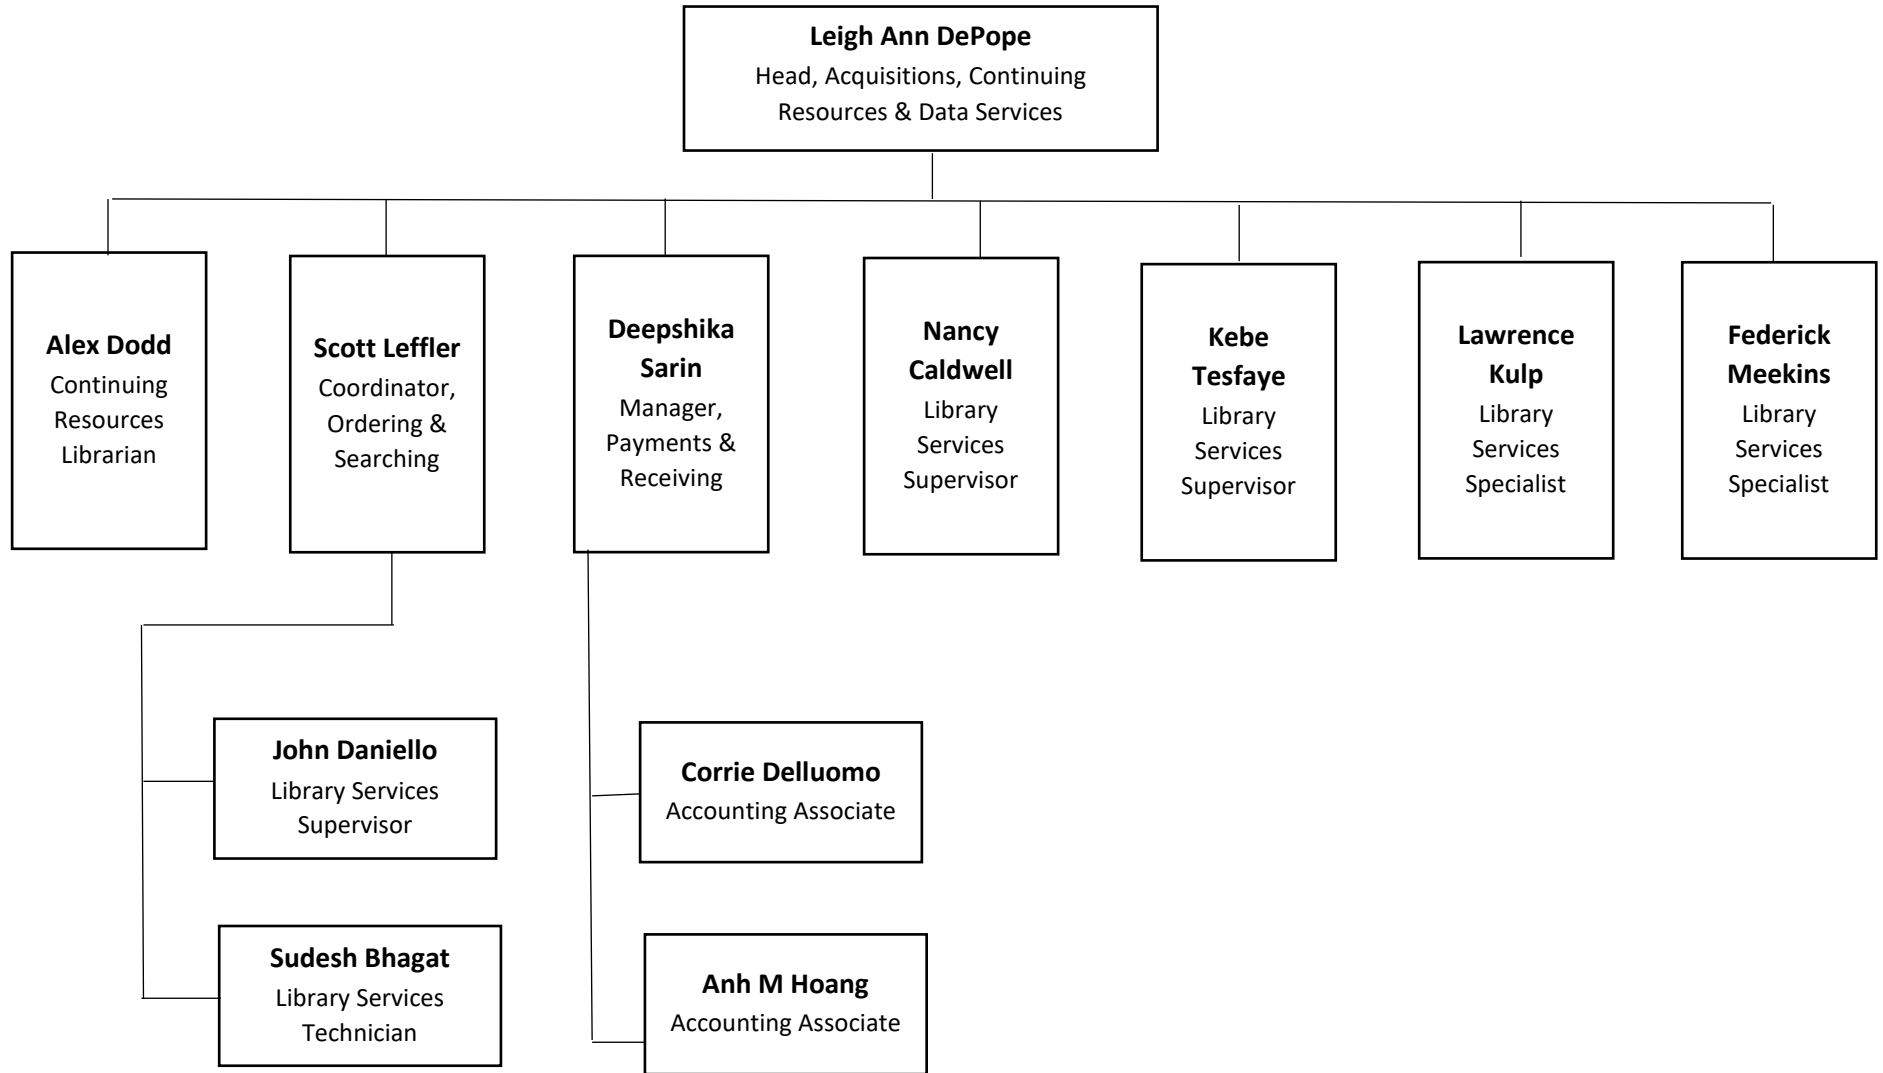 Leigh Ann DePope
Head, Acquisitions, Continuing
Resources & Data Services
Alex Dodd
Continuing
Resources
Librarian
Scott Leffler
Coordinator,
Ordering &
Searching
Deepshika
Sarin
Manager,
Payments &
Receiving
Nancy
Caldwell
Library
Services
Supervisor
Kebe
Tesfaye
Library
Services
Supervisor
Lawrence
Kulp
Library
Services
Specialist
Federick
Meekins
Library
Services
Specialist
John Daniello
Library Services
Supervisor
Corrie Delluomo
Accounting Associate
Sudesh Bhagat
Library Services
Technician
Anh M Hoang
Accounting Associate